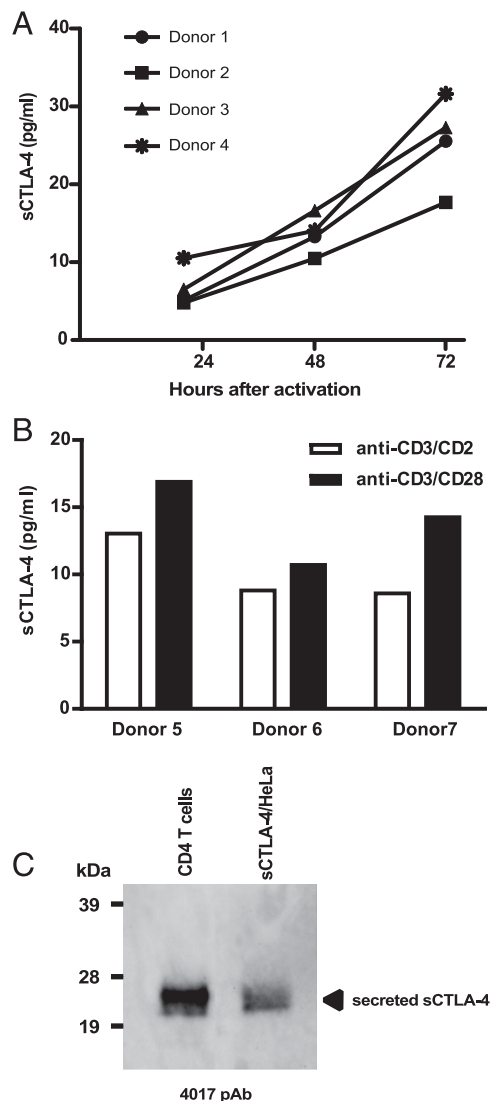 A
sCTLA-4 (pg/ml)
40
30
20
10
0
Donor 1
Donor 2
Donor 3
Donor 4
24 48 72
Hours after activation
B
sCTLA-4 (pg/ml)
20
15
10
5
0
anti-CD3/CD2
anti-CD3/CD28
Donor 5 Donor 6 Donor7
C
CD4 T cells
sCTLA-4/HeLa
kDa
39
28
19
secreted sCTLA-4
4017 pAb